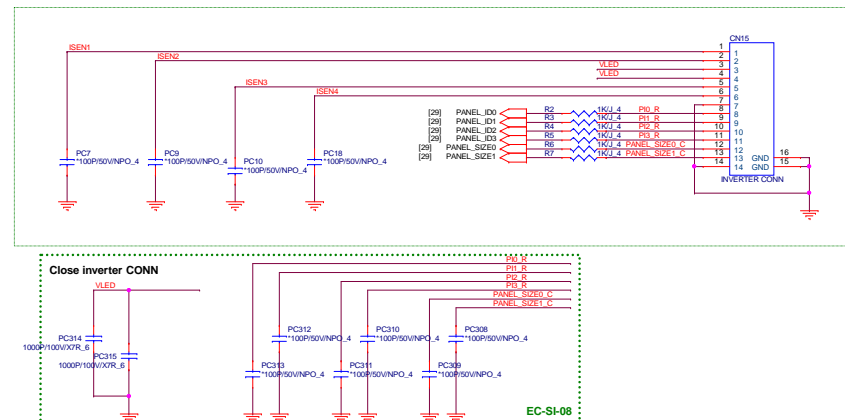 CN15
ISEN1
1
1
ISEN2
2
2
VLED
3
3
VLED
4
4
ISEN3
5
5
ISEN4
6
6
7
7
[29] PANEL_ID0 R2 1K/J_4 PI0_R 8
8
[29] PANEL_ID1 R3 1K/J_4 PI1_R 9
9
[29] PANEL_ID2 R4 1K/J_4 PI2_R 10
10
[29] PANEL_ID3 R5 1K/J_4 PI3_R 11
11
[29] PANEL_SIZE0 R6 1K/J_4 PANEL_SIZE0_C 12
12
[29] PANEL_SIZE1 R7 1K/J_4 PANEL_SIZE1_C 13
13 GND 16
14
14 GND 15
INVERTER CONN
PC7
*100P/50V/NPO_4
PC9
*100P/50V/NPO_4
PC10
*100P/50V/NPO_4
PC18
*100P/50V/NPO_4
Close inverter CONN
VLED
PI0_R
PI1_R
PI2_R
PI3_R
PANEL_SIZE0_C
PANEL_SIZE1_C
PC314
1000P/100V/X7R_6
PC315
1000P/100V/X7R_6
PC312
*100P/50V/NPO_4
PC310
*100P/50V/NPO_4
PC308
*100P/50V/NPO_4
PC313
*100P/50V/NPO_4
PC311
*100P/50V/NPO_4
PC309
*100P/50V/NPO_4
EC-SI-08